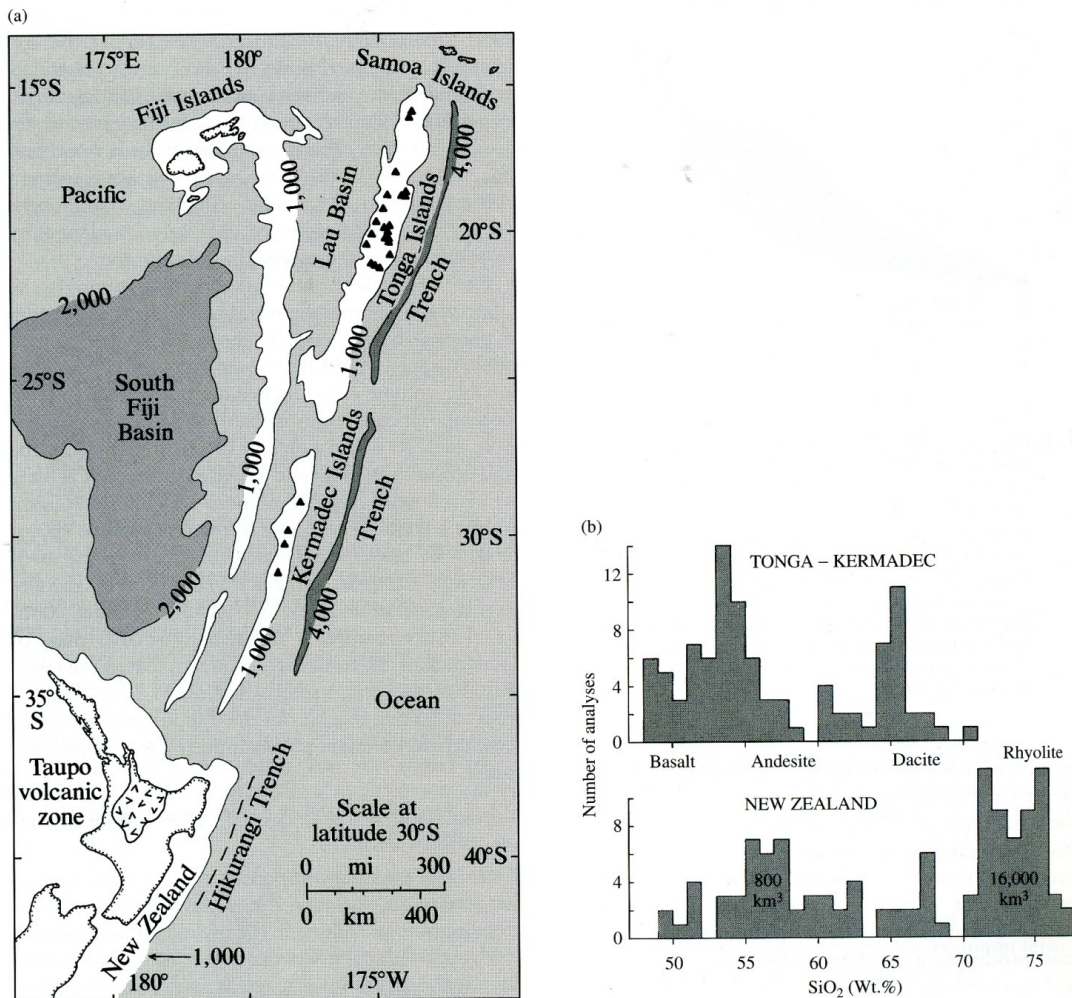 (a)
175°E
180°
Samoa Islands
15°S
Fiji Islands
4,000
Pacific
1,000
Lau Basin
Tonga Islands
20°S
Trench
2,000
1,000
25°S
South
Fiji
Basin
Kermadec Islands
1,000
Trench
30°S
2,000
4,000
1,000
35°
S
Ocean
Taupo
volcanic
zone
Hikurangi Trench
Scale at
latitude 30°S
0 mi 300
0 km 400
40°S
New Zealand
1,000
180°
175°W
(b)
TONGA – KERMADEC
12
8
4
0
Number of analyses
Basalt
Andesite
Dacite
Rhyolite
NEW ZEALAND
8
4
0
800
km³
16,000
km³
50 55 60 65 70 75
SiO₂ (Wt.%)